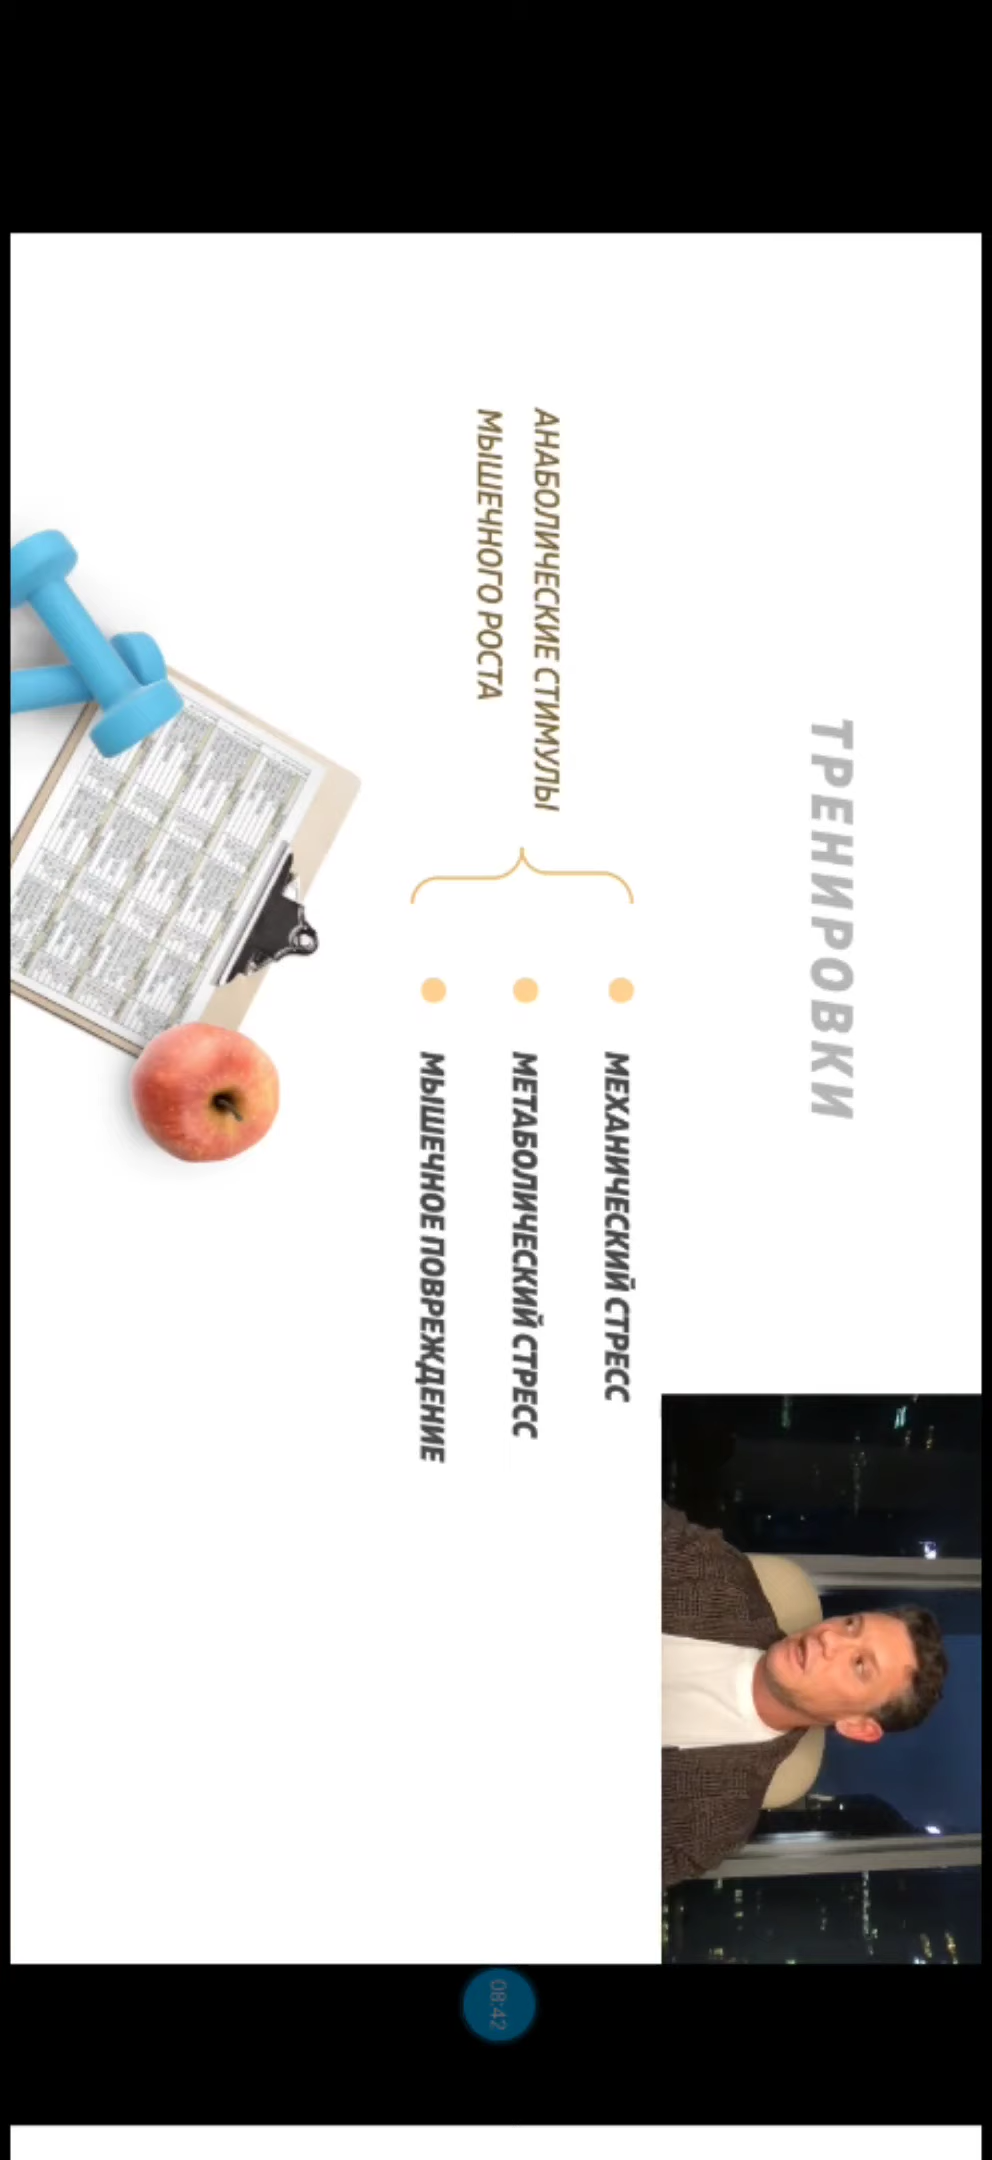 ТРЕНИРОВКИ
АНАБОЛИЧЕСКИЕ СТИМУЛЫ
МЫШЕЧНОГО РОСТА
МЕХАНИЧЕСКИЙ СТРЕСС
МЕТАБОЛИЧЕСКИЙ СТРЕСС
МЫШЕЧНОЕ ПОВРЕЖДЕНИЕ
08:42